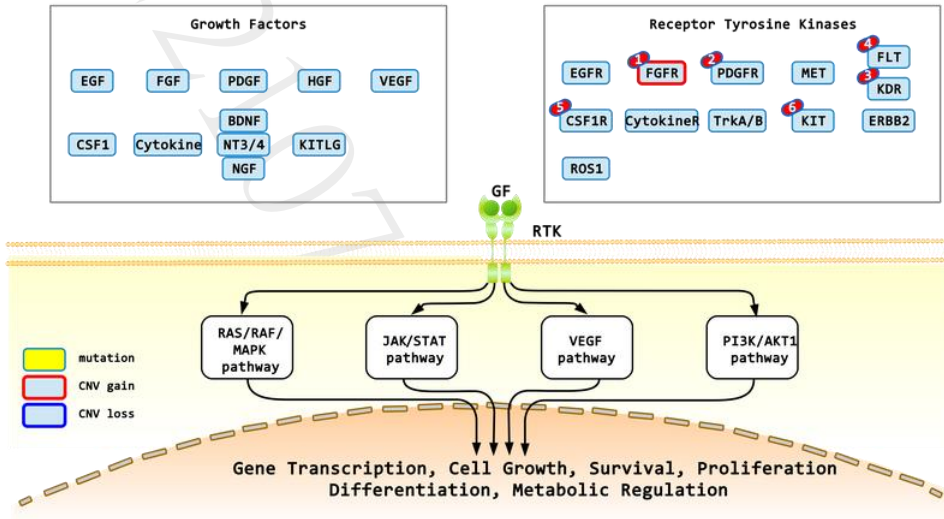 Growth Factors
EGF
FGF
PDGF
HGF
VEGF
BDNF
CSF1
Cytokine
NT3/4
KITLG
NGF
Receptor Tyrosine Kinases
4
FLT
1
2
EGFR
FGFR
PDGFR
MET
3
KDR
5
6
CSF1R
CytokineR
TrkA/B
KIT
ERBB2
ROS1
GF
RTK
RAS/RAF/
MAPK
pathway
JAK/STAT
pathway
VEGF
pathway
PI3K/AKT1
pathway
mutation
CNV gain
CNV loss
Gene Transcription, Cell Growth, Survival, Proliferation
Differentiation, Metabolic Regulation